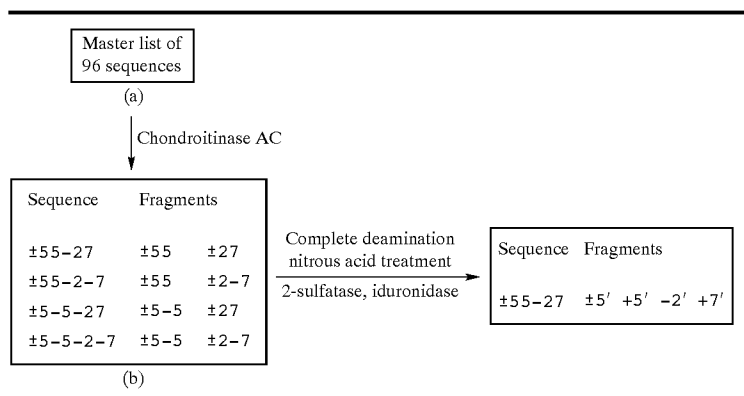 Master list of
96 sequences
(a)
Chondroitinase AC
Sequence Fragments
±55-27 ±55 ±27
±55-2-7 ±55 ±2-7
±5-5-27 ±5-5 ±27
±5-5-2-7 ±5-5 ±2-7
(b)
Complete deamination
nitrous acid treatment
2-sulfatase, iduronidase
Sequence Fragments
±55-27 ±5′ +5′ -2′ +7′